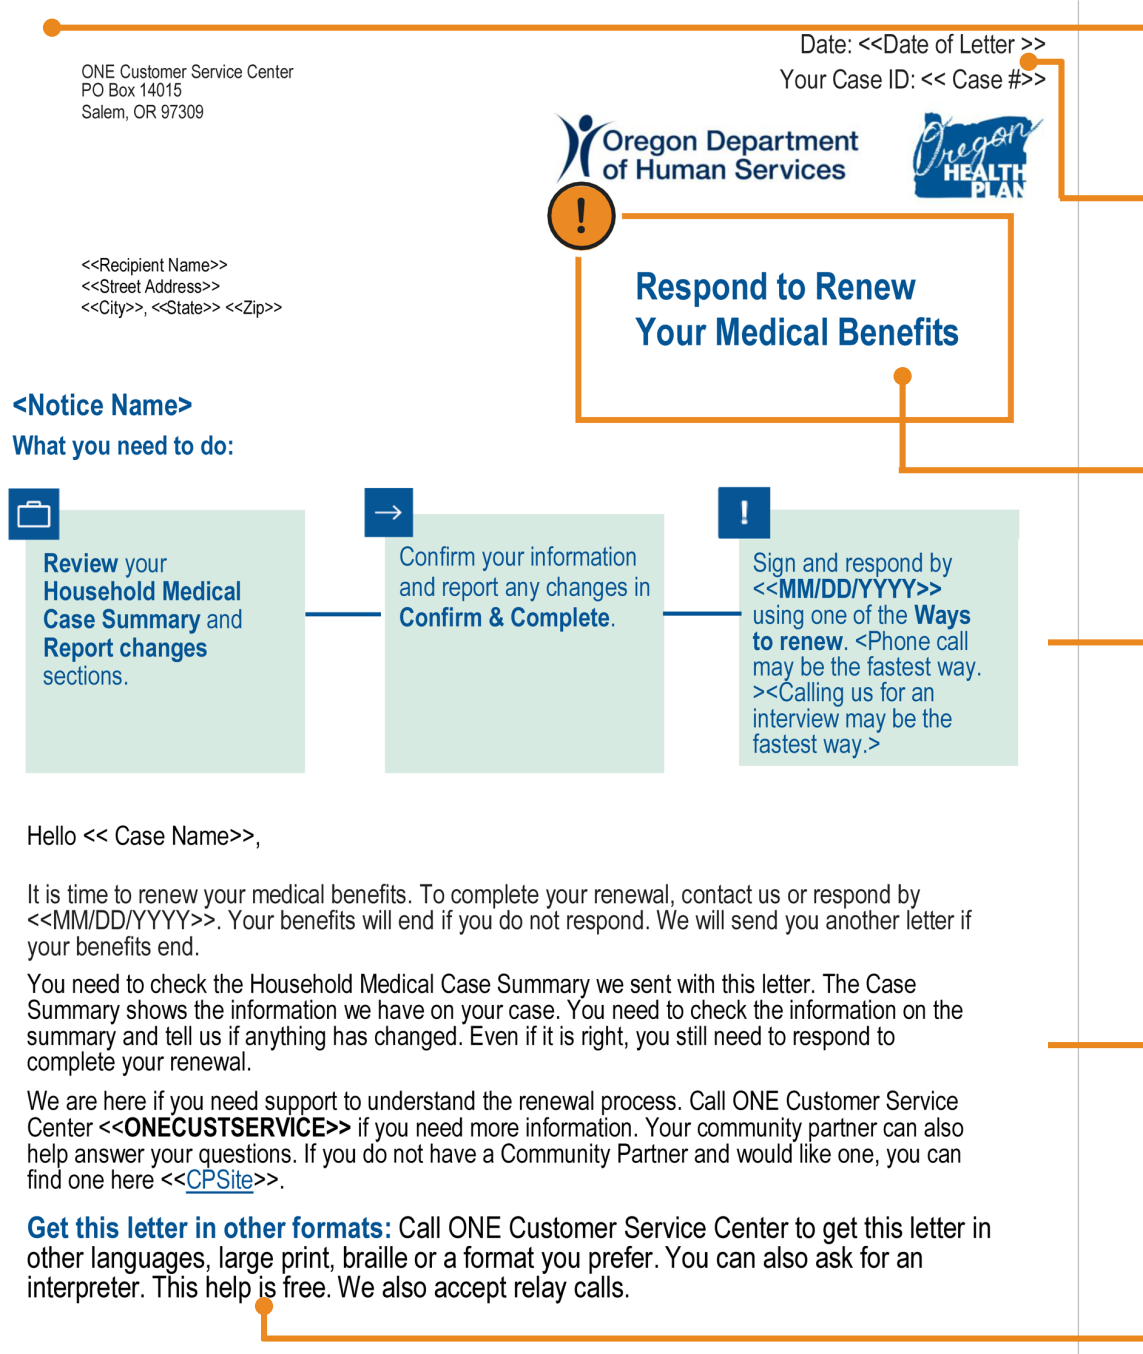 Date: <<Date of Letter >>
ONE Customer Service Center
PO Box 14015
Salem, OR 97309
Your Case ID: << Case #>>
Oregon Department
of Human Services
Oregon
HEALTH
PLAN
!
<<Recipient Name>>
<<Street Address>>
<<City>>, <<State>> <<Zip>>
Respond to Renew
Your Medical Benefits
<Notice Name>
What you need to do:
Review your
Household Medical
Case Summary and
Report changes
sections.
Confirm your information
and report any changes in
Confirm & Complete.
!
Sign and respond by
<<MM/DD/YYYY>>
using one of the Ways
to renew. <Phone call
may be the fastest way.
><Calling us for an
interview may be the
fastest way.>
Hello << Case Name>>,
It is time to renew your medical benefits. To complete your renewal, contact us or respond by
<<MM/DD/YYYY>>. Your benefits will end if you do not respond. We will send you another letter if
your benefits end.
You need to check the Household Medical Case Summary we sent with this letter. The Case
Summary shows the information we have on your case. You need to check the information on the
summary and tell us if anything has changed. Even if it is right, you still need to respond to
complete your renewal.
We are here if you need support to understand the renewal process. Call ONE Customer Service
Center <<ONECUSTSERVICE>> if you need more information. Your community partner can also
help answer your questions. If you do not have a Community Partner and would like one, you can
find one here <<CPSite>>.
Get this letter in other formats: Call ONE Customer Service Center to get this letter in
other languages, large print, braille or a format you prefer. You can also ask for an
interpreter. This help is free. We also accept relay calls.